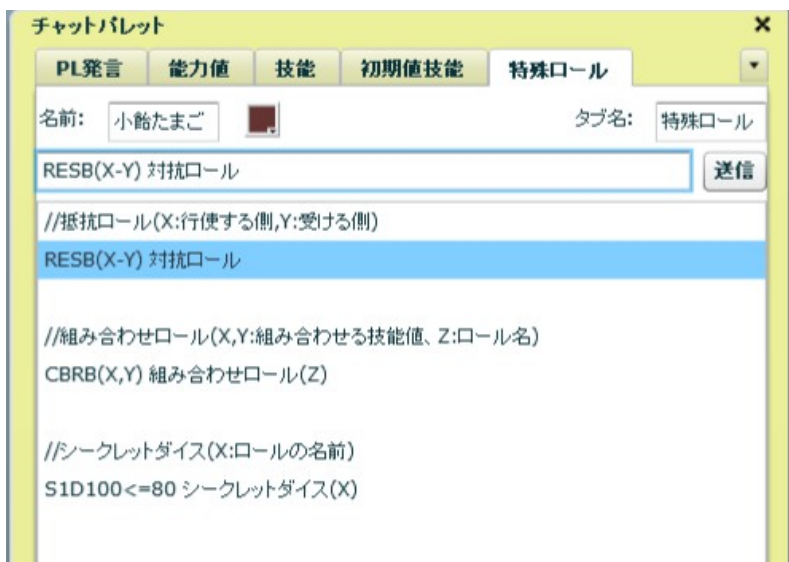 チャットパレット
PL発言 能力値 技能 初期値技能 特殊ロール
名前: 小飴たまご タブ名: 特殊ロール
RESB(X-Y) 対抗ロール 送信
//抵抗ロール(X:行使する側,Y:受ける側)
RESB(X-Y) 対抗ロール
//組み合わせロール(X,Y:組み合わせる技能値、Z:ロール名)
CBRB(X,Y) 組み合わせロール(Z)
//シークレットダイス(X:ロールの名前)
S1D100<=80 シークレットダイス(X)